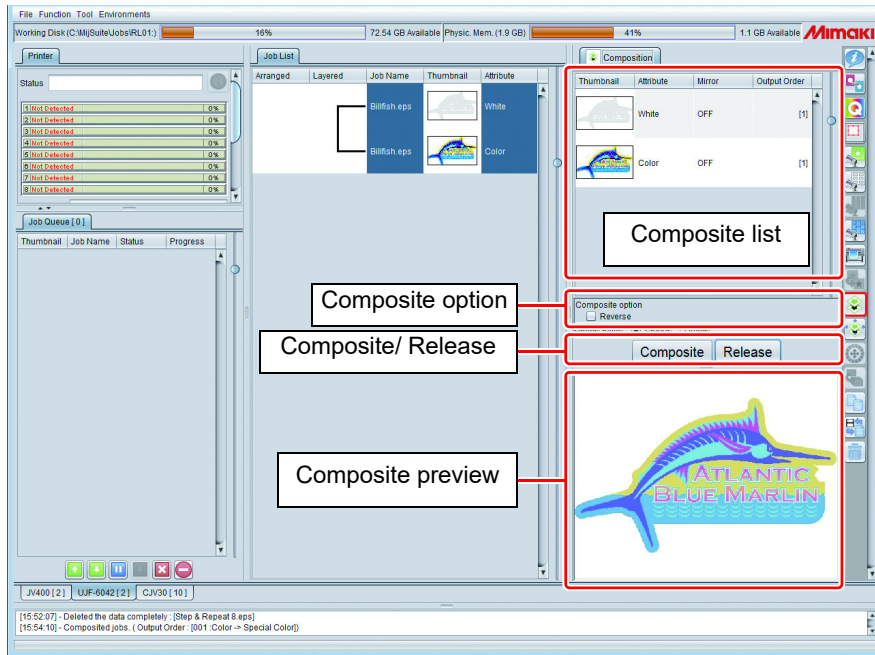 File Function Tool Environments
Working Disk (C:\MijSuite\Jobs\RL01:) 16% 72.54 GB Available Physic. Mem. (1.9 GB) 41% 1.1 GB Available Mimaki
Printer
Status
1 Not Detected 0%
2 Not Detected 0%
3 Not Detected 0%
4 Not Detected 0%
5 Not Detected 0%
6 Not Detected 0%
7 Not Detected 0%
8 Not Detected 0%
Job Queue [ 0 ]
Thumbnail Job Name Status Progress
Job List
Arranged Layered Job Name Thumbnail Attribute
Billfish.eps White
Billfish.eps Color
Composition
Thumbnail Attribute Mirror Output Order
White OFF [1]
Color OFF [1]
Composite list
Composite option
Composite option
Reverse
Composite/ Release
Composite Release
Composite preview
ATLANTIC
BLUE MARLIN
JV400 [ 2 ] UJF-6042 [ 2 ] CJV30 [ 10 ]
[15:52:07] - Deleted the data completely : [Step & Repeat 8.eps]
[15:54:10] - Composited jobs. ( Output Order : [001 :Color -> Special Color])